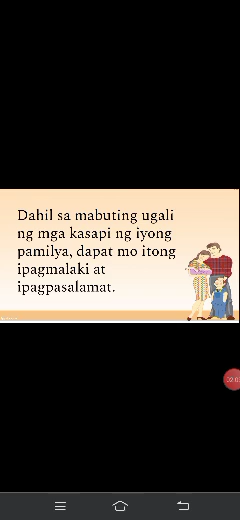 Dahil sa mabuting ugali
ng mga kasapi ng iyong
pamilya, dapat mo itong
ipagmalaki at
ipagpasalamat.